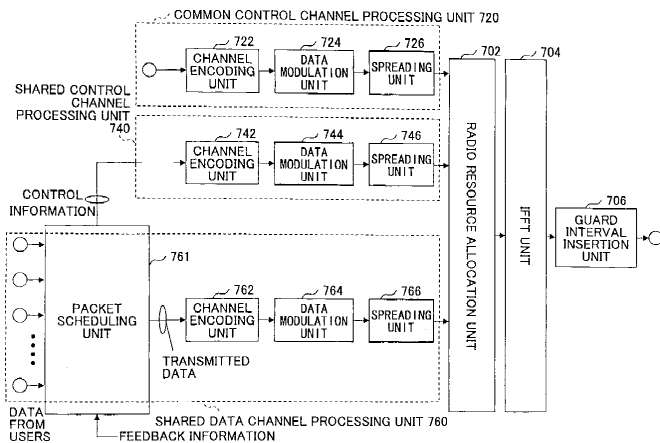 COMMON CONTROL CHANNEL PROCESSING UNIT 720
722
724
726
702
704
CHANNEL
ENCODING
UNIT
DATA
MODULATION
UNIT
SPREADING
UNIT
SHARED CONTROL
CHANNEL
PROCESSING UNIT
740
742
744
746
CHANNEL
ENCODING
UNIT
DATA
MODULATION
UNIT
SPREADING
UNIT
RADIO RESOURCE ALLOCATION UNIT
IFFT UNIT
CONTROL
INFORMATION
706
GUARD
INTERVAL
INSERTION
UNIT
761
PACKET
SCHEDULING
UNIT
762
764
766
CHANNEL
ENCODING
UNIT
DATA
MODULATION
UNIT
SPREADING
UNIT
TRANSMITTED
DATA
DATA
FROM
USERS
SHARED DATA CHANNEL PROCESSING UNIT 760
FEEDBACK INFORMATION